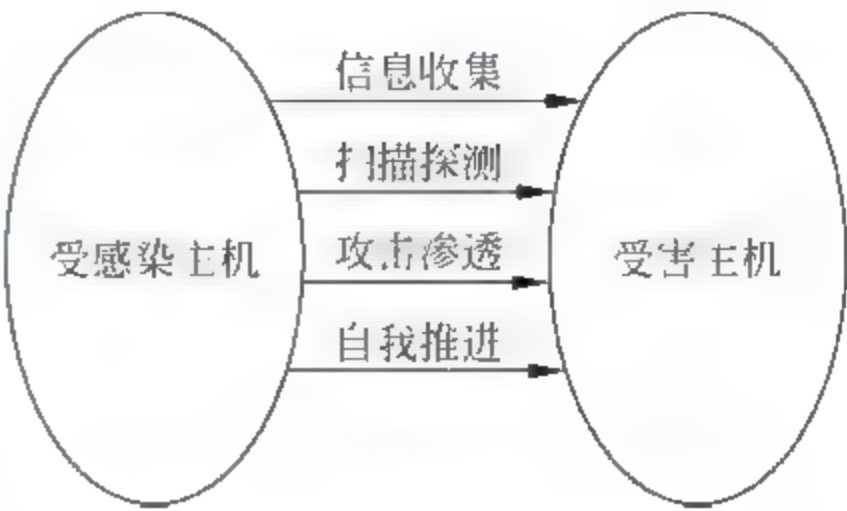 信息收集
扫描探测
攻击渗透
自我推进
受感染主机
受害主机